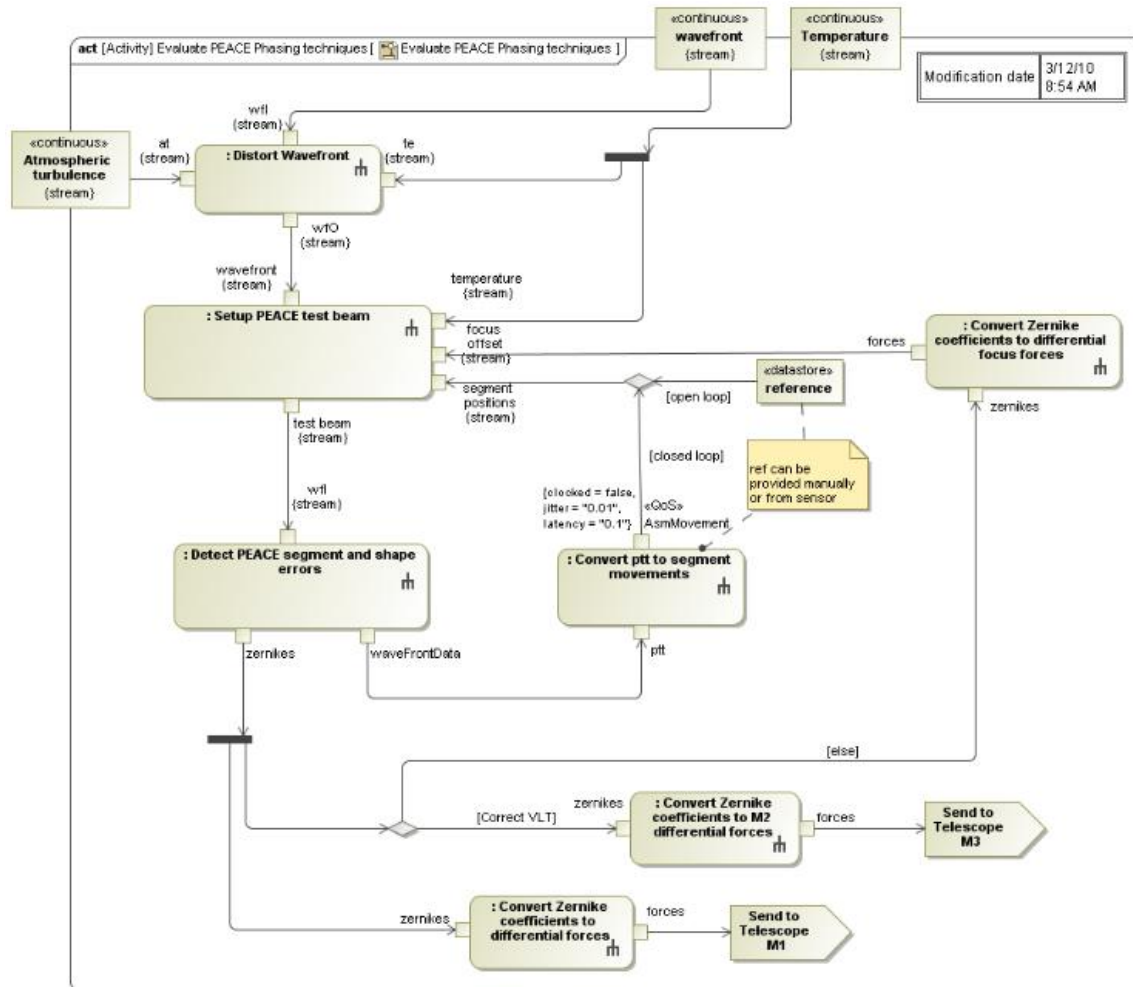 «continuous»
wavefront
{stream}
«continuous»
Temperature
{stream}
act [Activity] Evaluate PEACE Phasing techniques [ Evaluate PEACE Phasing techniques ]
Modification date
3/12/10
8:54 AM
wfI
{stream}
«continuous»
Atmospheric
turbulence
{stream}
at
{stream}
te
{stream}
: Distort Wavefront
wfO
{stream}
wavefront
{stream}
temperature
{stream}
: Setup PEACE test beam
focus
offset
{stream}
segment
positions
{stream}
forces
: Convert Zernike
coefficients to differential
focus forces
zernikes
«datastore»
reference
[open loop]
[closed loop]
ref can be
provided manually
or from sensor
test beam
{stream}
wfI
{stream}
{clocked = false,
jitter = "0.01",
latency = "0.1"}
«QoS»
AsmMovement
: Detect PEACE segment and shape
errors
: Convert ptt to segment
movements
zernikes
waveFrontData
ptt
[else]
[Correct VLT]
zernikes
: Convert Zernike
coefficients to M2
differential forces
forces
Send to
Telescope
M3
zernikes
: Convert Zernike
coefficients to
differential forces
forces
Send to
Telescope
M1